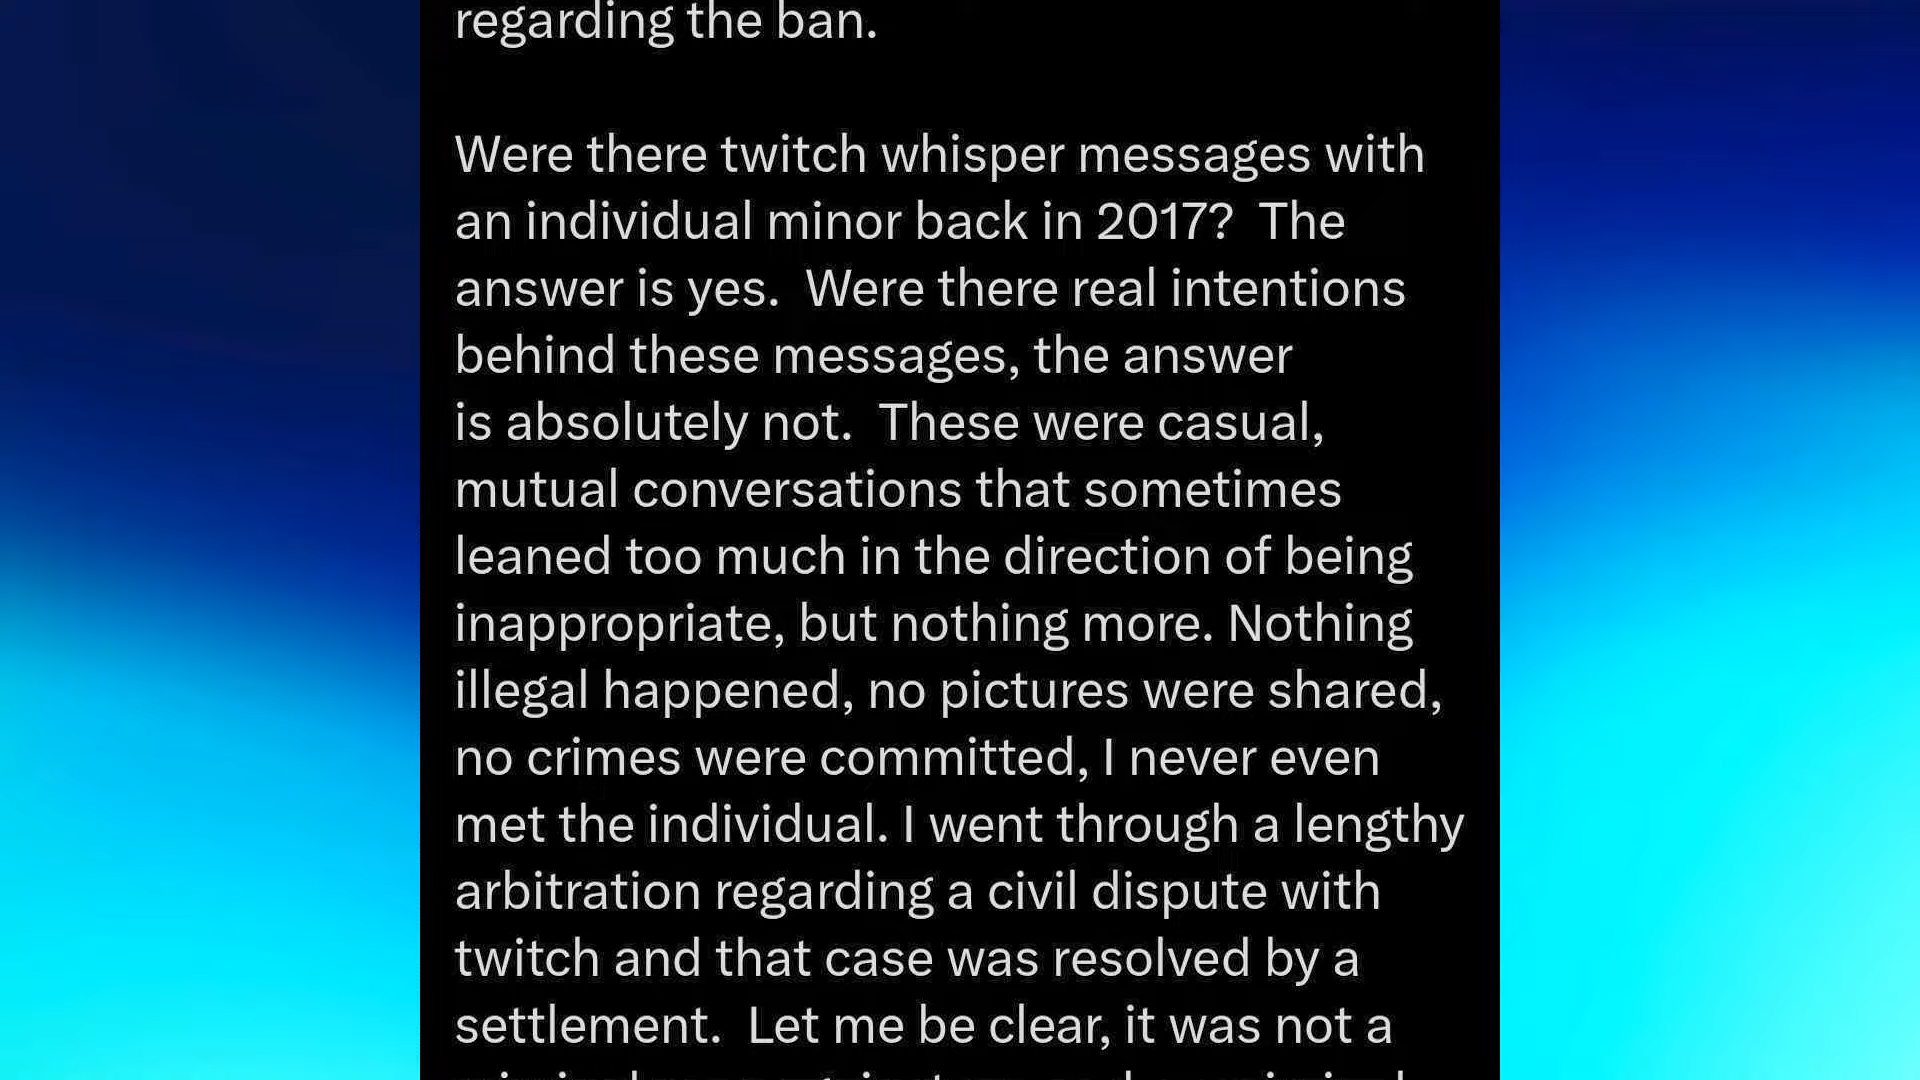 regarding the ban.
Were there twitch whisper messages with
an individual minor back in 2017?  The
answer is yes.  Were there real intentions
behind these messages, the answer
is absolutely not.  These were casual,
mutual conversations that sometimes
leaned too much in the direction of being
inappropriate, but nothing more. Nothing
illegal happened, no pictures were shared,
no crimes were committed, I never even
met the individual. I went through a lengthy
arbitration regarding a civil dispute with
twitch and that case was resolved by a
settlement.  Let me be clear, it was not a